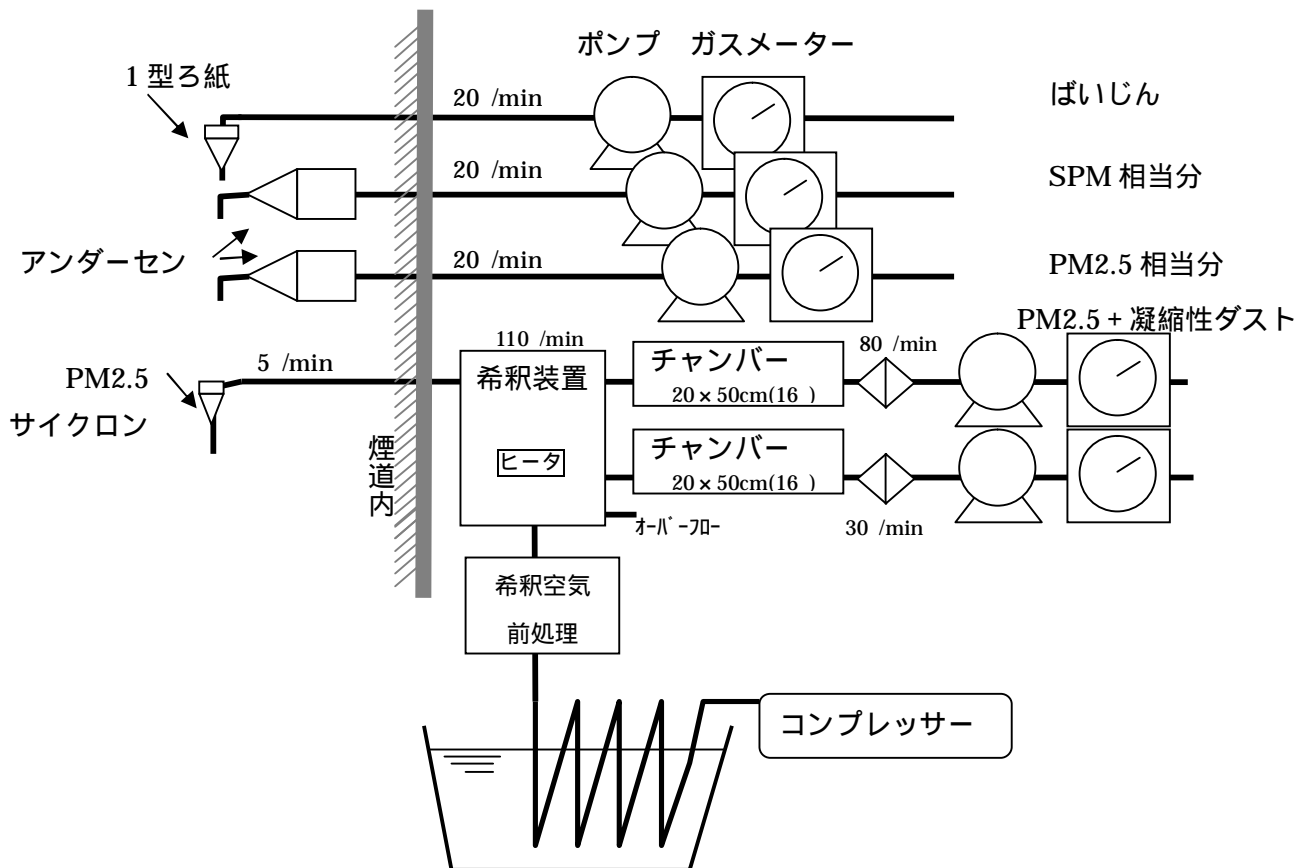 ポンプ ガスメーター
1 型ろ紙
20 /min
ばいじん
20 /min
SPM 相当分
アンダーセン
20 /min
PM2.5 相当分
PM2.5 + 凝縮性ダスト
PM2.5
サイクロン
5 /min
110 /min
希釈装置
ヒータ
チャンバー
20 × 50cm(16 )
80 /min
チャンバー
20 × 50cm(16 )
30 /min
オーバーフロー
煙道内
希釈空気
前処理
コンプレッサー